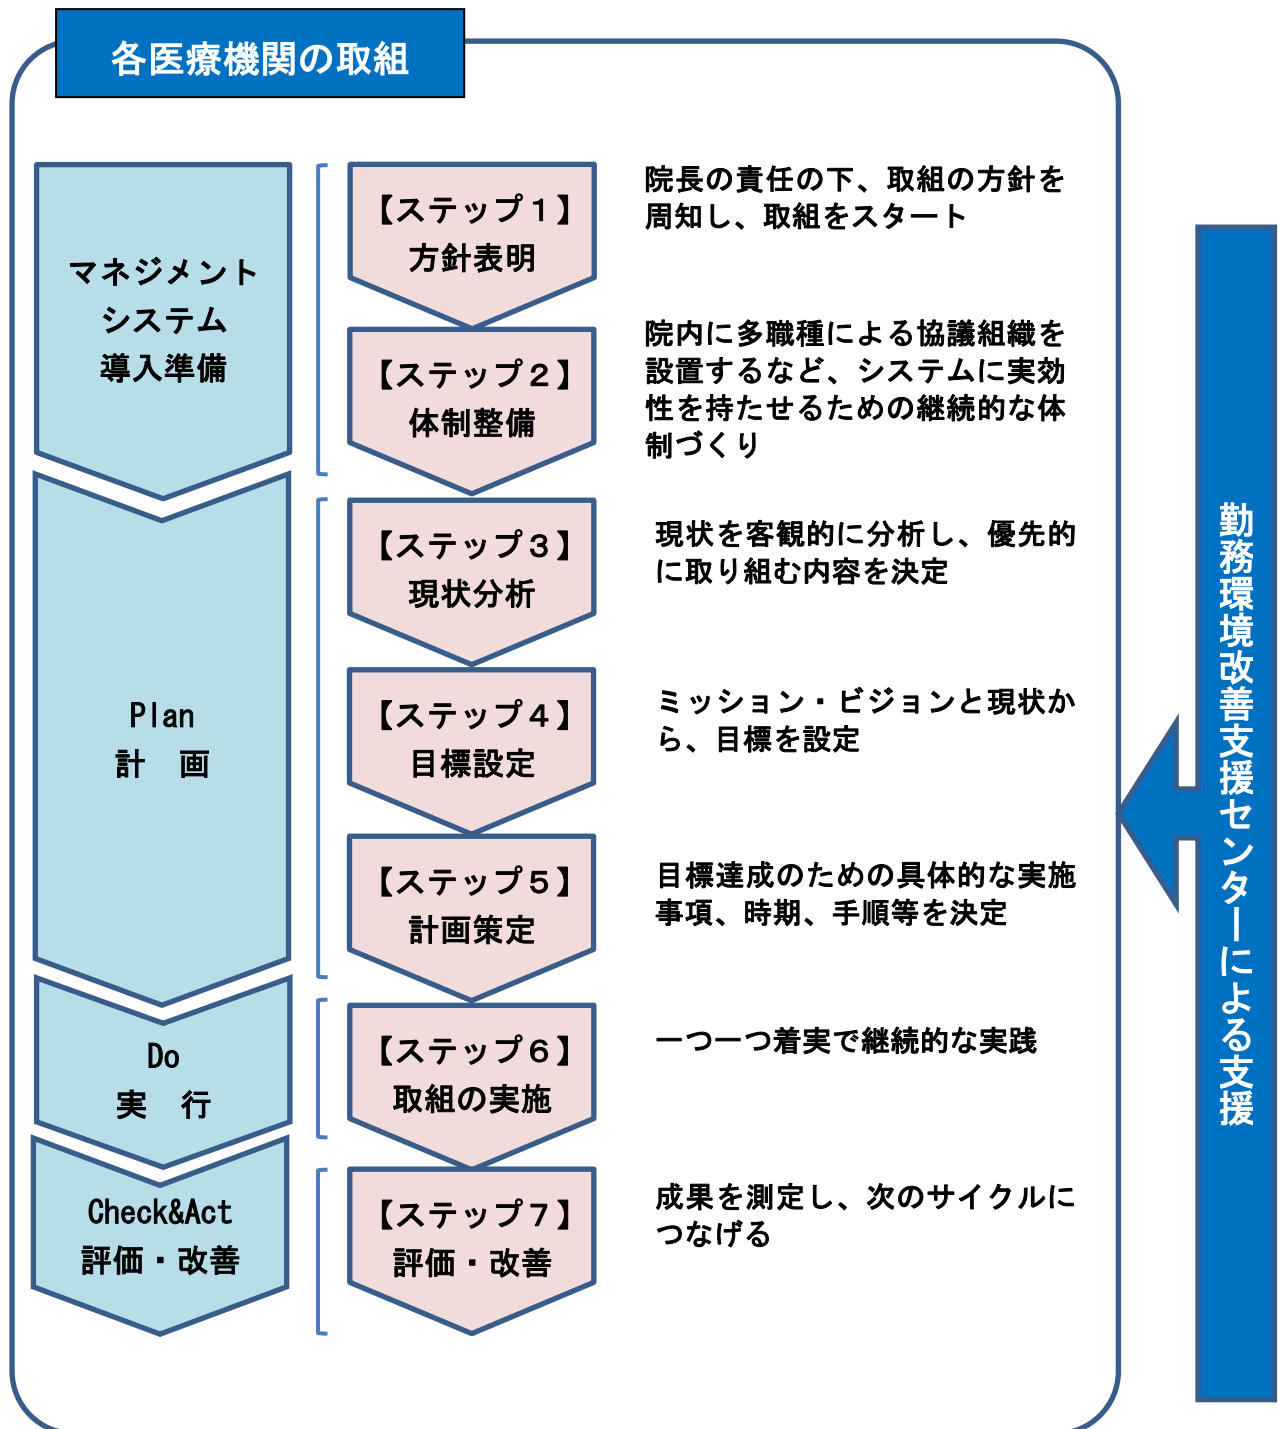 各医療機関の取組
マネジメント
システム
導入準備
【ステップ１】
方針表明
院長の責任の下、取組の方針を
周知し、取組をスタート
【ステップ２】
体制整備
院内に多職種による協議組織を
設置するなど、システムに実効
性を持たせるための継続的な体
制づくり
Plan
計　画
【ステップ３】
現状分析
現状を客観的に分析し、優先的
に取り組む内容を決定
【ステップ４】
目標設定
ミッション・ビジョンと現状か
ら、目標を設定
【ステップ５】
計画策定
目標達成のための具体的な実施
事項、時期、手順等を決定
Do
実　行
【ステップ６】
取組の実施
一つ一つ着実で継続的な実践
Check&Act
評価・改善
【ステップ７】
評価・改善
成果を測定し、次のサイクルに
つなげる
勤務環境改善支援センターによる支援